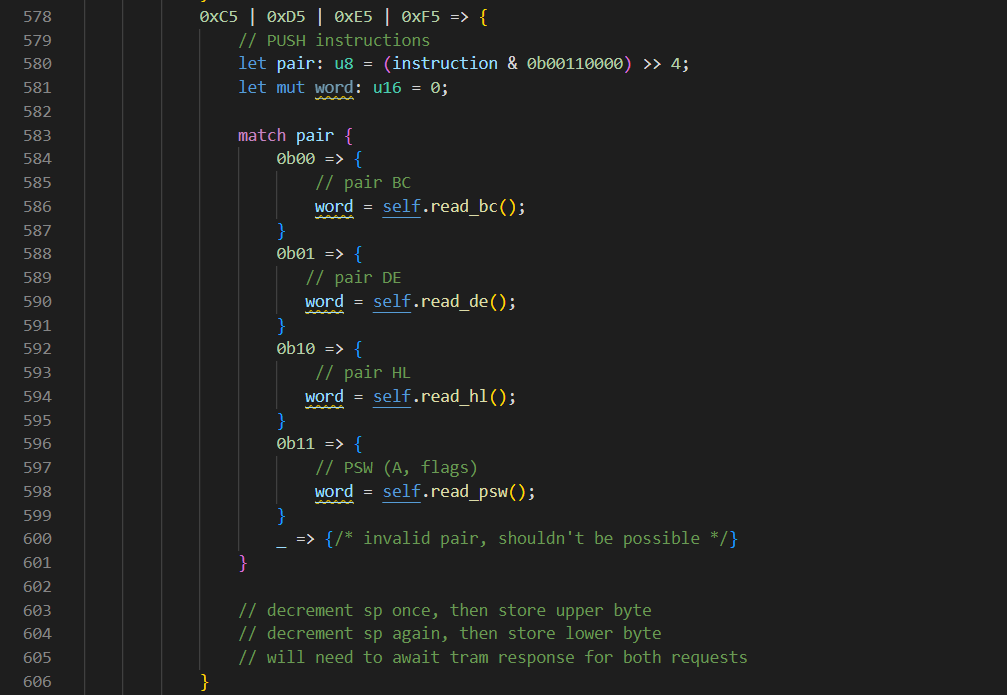 578 0xC5 | 0xD5 | 0xE5 | 0xF5 => {
579 // PUSH instructions
580 let pair: u8 = (instruction & 0b00110000) >> 4;
581 let mut word: u16 = 0;
582
583 match pair {
584 0b00 => {
585 // pair BC
586 word = self.read_bc();
587 }
588 0b01 => {
589 // pair DE
590 word = self.read_de();
591 }
592 0b10 => {
593 // pair HL
594 word = self.read_hl();
595 }
596 0b11 => {
597 // PSW (A, flags)
598 word = self.read_psw();
599 }
600 _ => {/* invalid pair, shouldn't be possible */}
601 }
602
603 // decrement sp once, then store upper byte
604 // decrement sp again, then store lower byte
605 // will need to await tram response for both requests
606 }